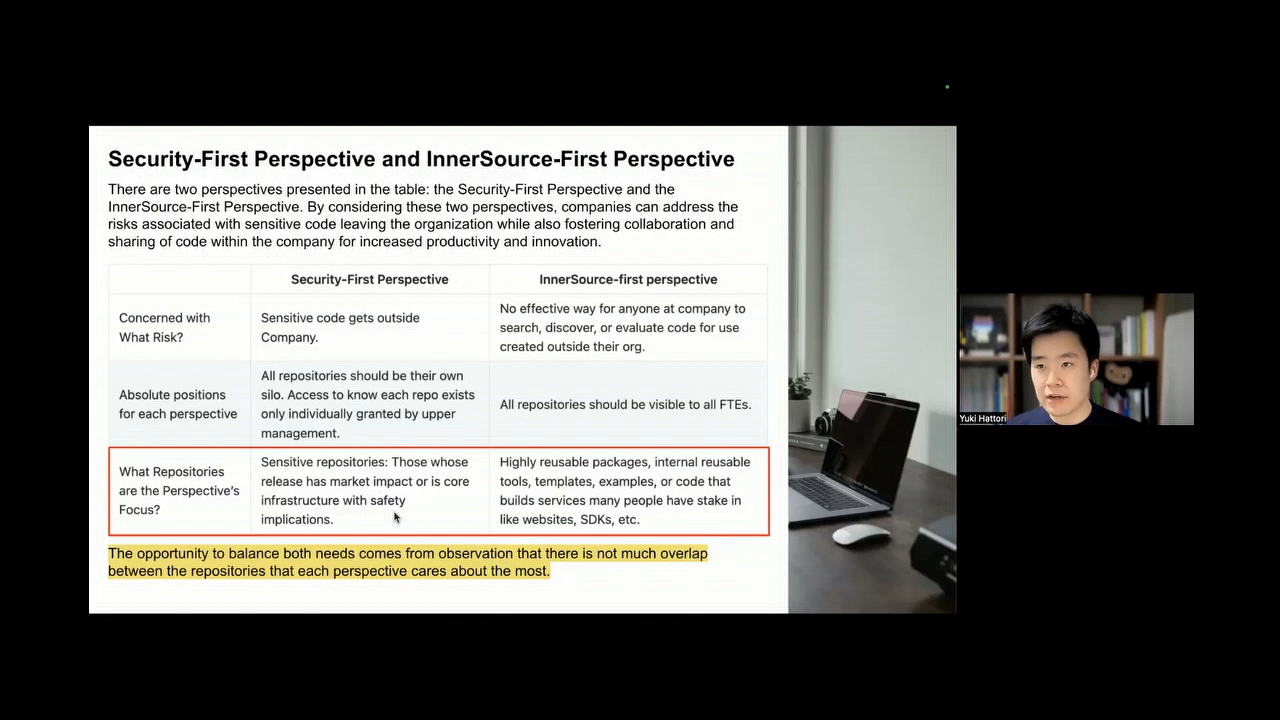 Security-First Perspective and InnerSource-First Perspective
There are two perspectives presented in the table: the Security-First Perspective and the
InnerSource-First Perspective. By considering these two perspectives, companies can address the
risks associated with sensitive code leaving the organization while also fostering collaboration and
sharing of code within the company for increased productivity and innovation.
Security-First Perspective
InnerSource-first perspective
Concerned with
What Risk?
Sensitive code gets outside
Company.
No effective way for anyone at company to
search, discover, or evaluate code for use
created outside their org.
Absolute positions
for each perspective
All repositories should be their own
silo. Access to know each repo exists
only individually granted by upper
management.
All repositories should be visible to all FTEs.
What Repositories
are the Perspective's
Focus?
Sensitive repositories: Those whose
release has market impact or is core
infrastructure with safety
implications.
Highly reusable packages, internal reusable
tools, templates, examples, or code that
builds services many people have stake in
like websites, SDKs, etc.
The opportunity to balance both needs comes from observation that there is not much overlap
between the repositories that each perspective cares about the most.
Yuki Hattori